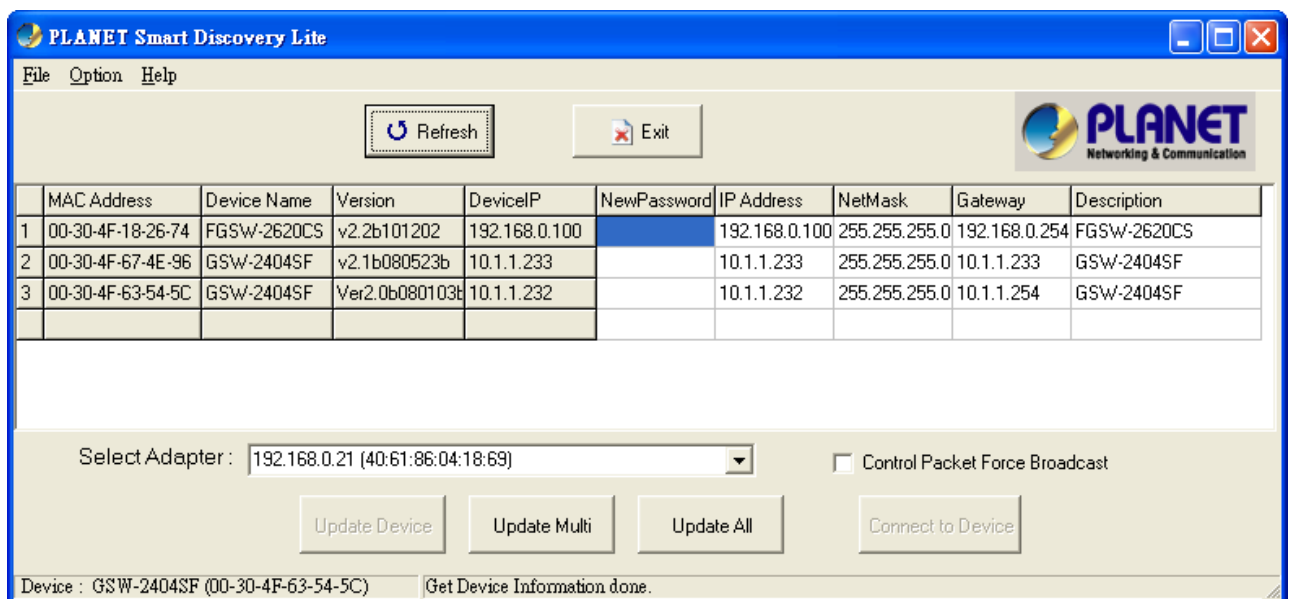 PLANET Smart Discovery Lite
File Option Help
Refresh Exit
PLANET
Networking & Communication
MAC Address Device Name Version DeviceIP NewPassword IP Address NetMask Gateway Description
1 00-30-4F-18-26-74 FGSW-2620CS v2.2b101202 192.168.0.100 192.168.0.100 255.255.255.0 192.168.0.254 FGSW-2620CS
2 00-30-4F-67-4E-96 GSW-2404SF v2.1b080523b 10.1.1.233 10.1.1.233 255.255.255.0 10.1.1.233 GSW-2404SF
3 00-30-4F-63-54-5C GSW-2404SF Ver2.0b080103b 10.1.1.232 10.1.1.232 255.255.255.0 10.1.1.254 GSW-2404SF
Select Adapter : 192.168.0.21 (40:61:86:04:18:69) Control Packet Force Broadcast
Update Device Update Multi Update All Connect to Device
Device : GSW-2404SF (00-30-4F-63-54-5C) Get Device Information done.